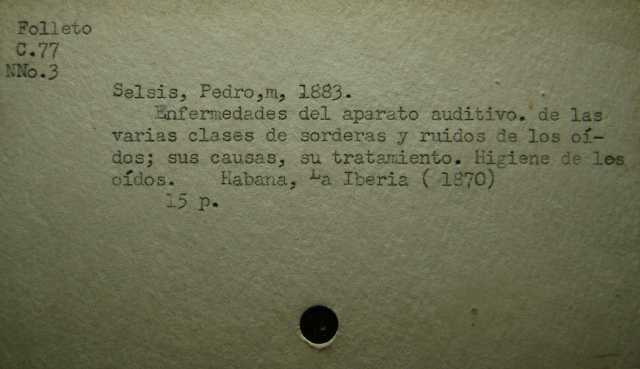 Folleto
C.77
NNo.3
Salsis, Pedro,m, 1883.
Enfermedades del aparato auditivo. de las
varias clases de sorderas y ruidos de los oí-
dos; sus causas, su tratamiento. Higiene de los
oídos. Habana, La Iberia ( 1870)
15 p.